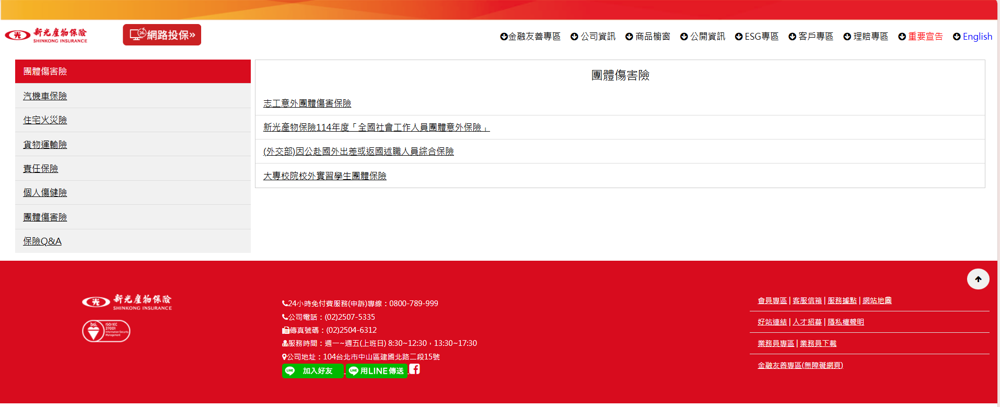 新光產物保險
SHINKONG INSURANCE
24h 網路投保»
金融友善專區 公司資訊 商品櫥窗 公開資訊 ESG專區 客戶專區 理賠專區 重要宣告 English
團體傷害險
汽機車保險
住宅火災險
貨物運輸險
責任保險
個人傷健險
團體傷害險
保險Q&A
團體傷害險
志工意外團體傷害保險
新光產物保險114年度「全國社會工作人員團體意外保險」
(外交部)因公赴國外出差或返國述職人員綜合保險
大專校院校外實習學生團體保險
新光產物保險
SHINKONG INSURANCE
bsi. ISO/IEC
27001
Information Security
Management
24小時免付費服務(申訴)專線：0800-789-999
公司電話：(02)2507-5335
傳真號碼：(02)2504-6312
服務時間：週一~週五(上班日) 8:30~12:30，13:30~17:30
公司地址：104台北市中山區建國北路二段15號
LINE 加入好友 LINE 用LINE傳送
會員專區 | 客服信箱 | 服務據點 | 網站地圖
好站連結 | 人才招募 | 隱私權聲明
業務員專區 | 業務員下載
金融友善專區(無障礙網頁)